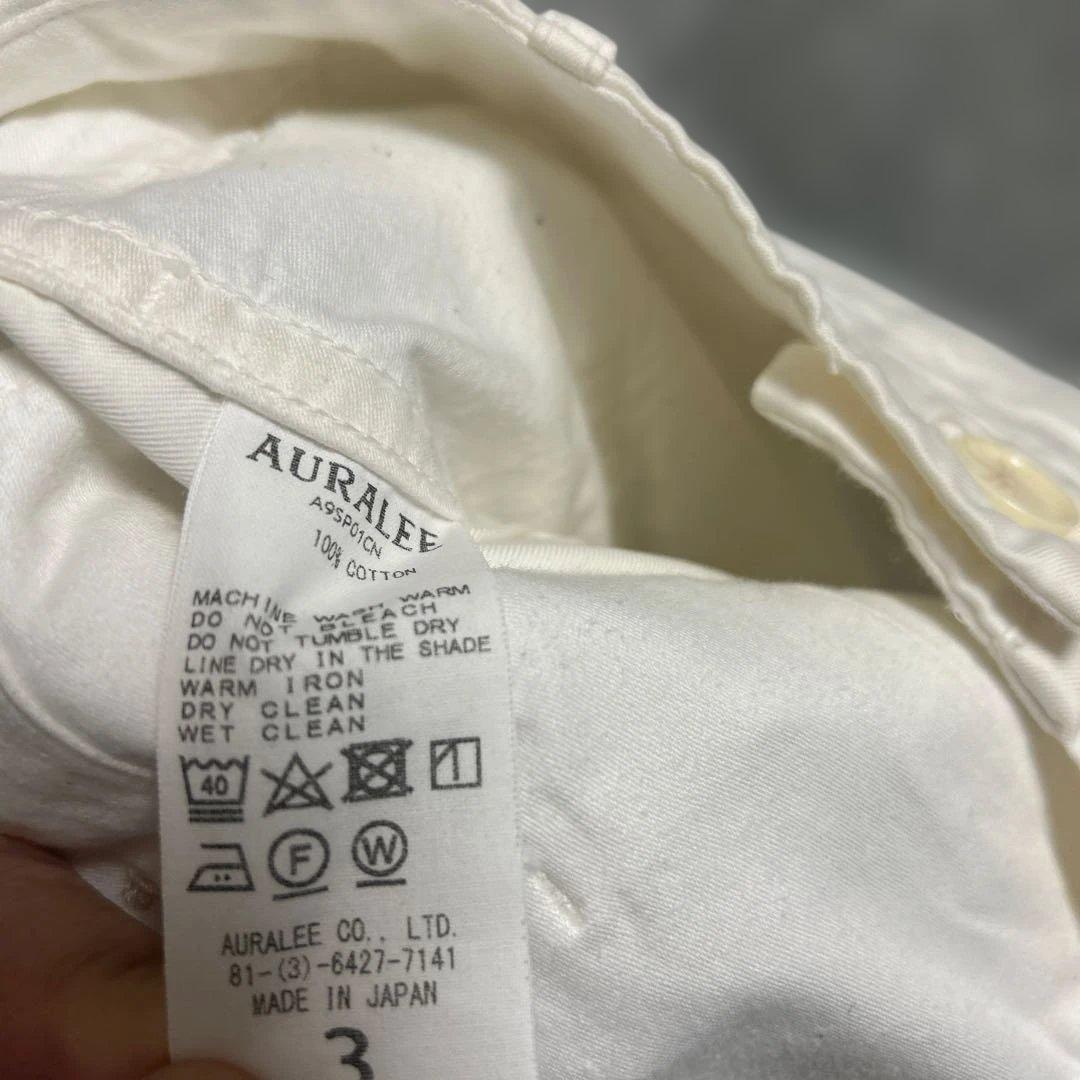 AURALEE
A9SP01CN
100% COTTON
MACHINE WASH WARM
DO NOT BLEACH
DO NOT TUMBLE DRY
LINE DRY IN THE SHADE
WARM IRON
DRY CLEAN
WET CLEAN
40
F W
AURALEE CO., LTD.
81-(3)-6427-7141
MADE IN JAPAN
3